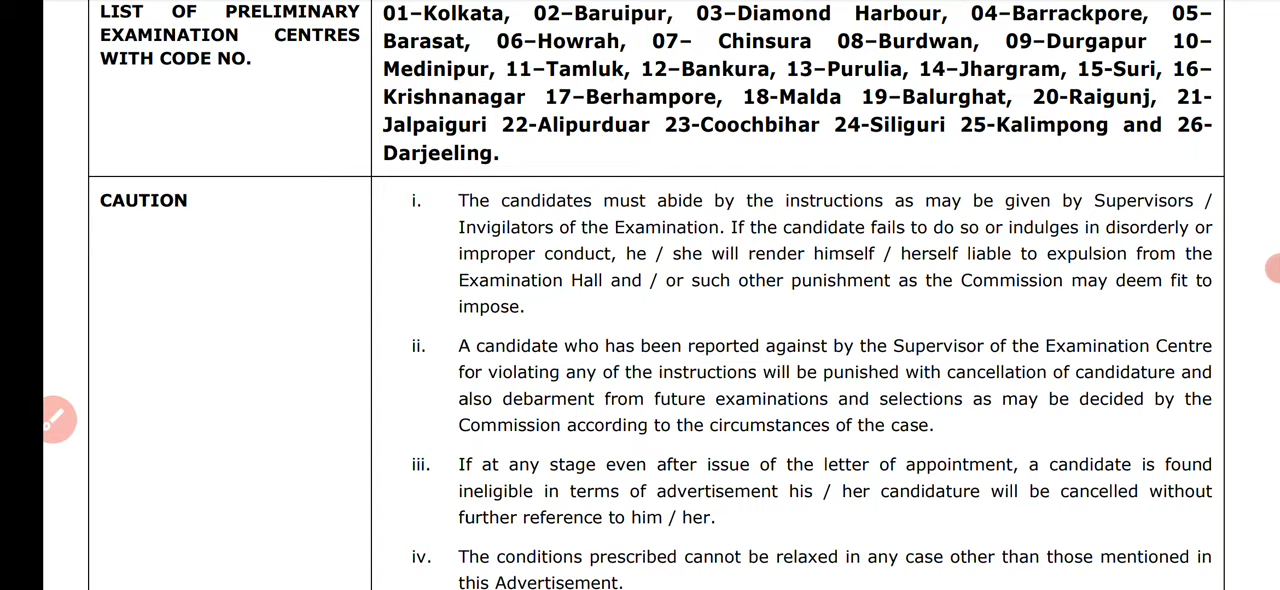 LIST OF PRELIMINARY
EXAMINATION CENTRES
WITH CODE NO.
01–Kolkata, 02–Baruipur, 03–Diamond Harbour, 04–Barrackpore, 05–
Barasat, 06–Howrah, 07– Chinsura 08–Burdwan, 09–Durgapur 10–
Medinipur, 11–Tamluk, 12–Bankura, 13–Purulia, 14–Jhargram, 15-Suri, 16–
Krishnanagar 17–Berhampore, 18-Malda 19–Balurghat, 20-Raigunj, 21-
Jalpaiguri 22-Alipurduar 23-Coochbihar 24-Siliguri 25-Kalimpong and 26-
Darjeeling.
CAUTION
i. The candidates must abide by the instructions as may be given by Supervisors /
Invigilators of the Examination. If the candidate fails to do so or indulges in disorderly or
improper conduct, he / she will render himself / herself liable to expulsion from the
Examination Hall and / or such other punishment as the Commission may deem fit to
impose.
ii. A candidate who has been reported against by the Supervisor of the Examination Centre
for violating any of the instructions will be punished with cancellation of candidature and
also debarment from future examinations and selections as may be decided by the
Commission according to the circumstances of the case.
iii. If at any stage even after issue of the letter of appointment, a candidate is found
ineligible in terms of advertisement his / her candidature will be cancelled without
further reference to him / her.
iv. The conditions prescribed cannot be relaxed in any case other than those mentioned in
this Advertisement.